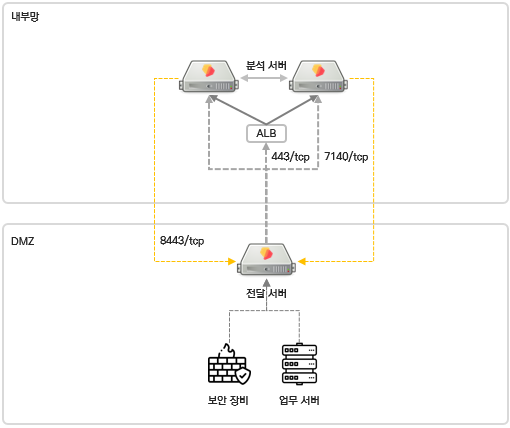 내부망
분석 서버
ALB
443/tcp
7140/tcp
DMZ
8443/tcp
전달 서버
보안 장비
업무 서버